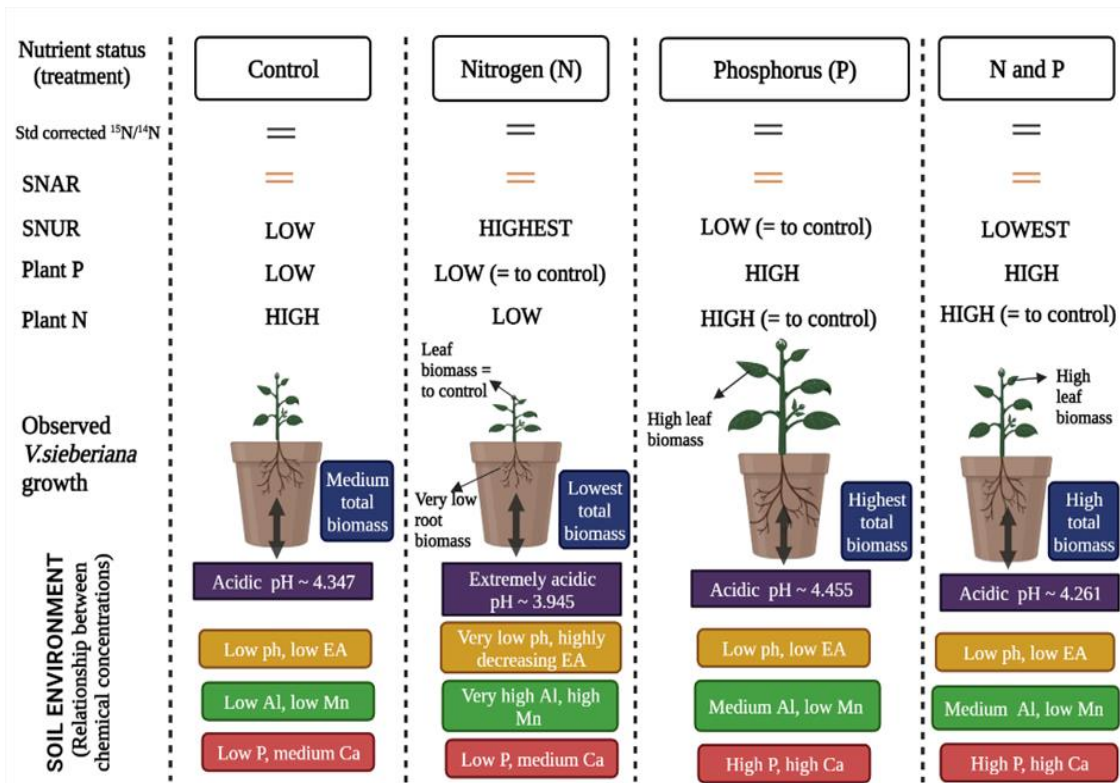 Nutrient status
(treatment)
Control
Nitrogen (N)
Phosphorus (P)
N and P
Std corrected ¹⁵N/¹⁴N
=
=
=
=
SNAR
=
=
=
=
SNUR
LOW
HIGHEST
LOW (= to control)
LOWEST
Plant P
LOW
LOW (= to control)
HIGH
HIGH
Plant N
HIGH
LOW
HIGH (= to control)
HIGH (= to control)
Observed
V.sieberiana
growth
Medium
total
biomass
Leaf
biomass =
to control
Very low
root
biomass
Lowest
total
biomass
High leaf
biomass
Highest
total
biomass
High
leaf
biomass
High
total
biomass
SOIL ENVIRONMENT
(Relationship between
chemical concentrations)
Acidic pH ~ 4.347
Extremely acidic
pH ~ 3.945
Acidic pH ~ 4.455
Acidic pH ~ 4.261
Low ph, low EA
Very low ph, highly
decreasing EA
Low ph, low EA
Low ph, low EA
Low Al, low Mn
Very high Al, high
Mn
Medium Al, low Mn
Medium Al, low Mn
Low P, medium Ca
Low P, medium Ca
High P, high Ca
High P, high Ca